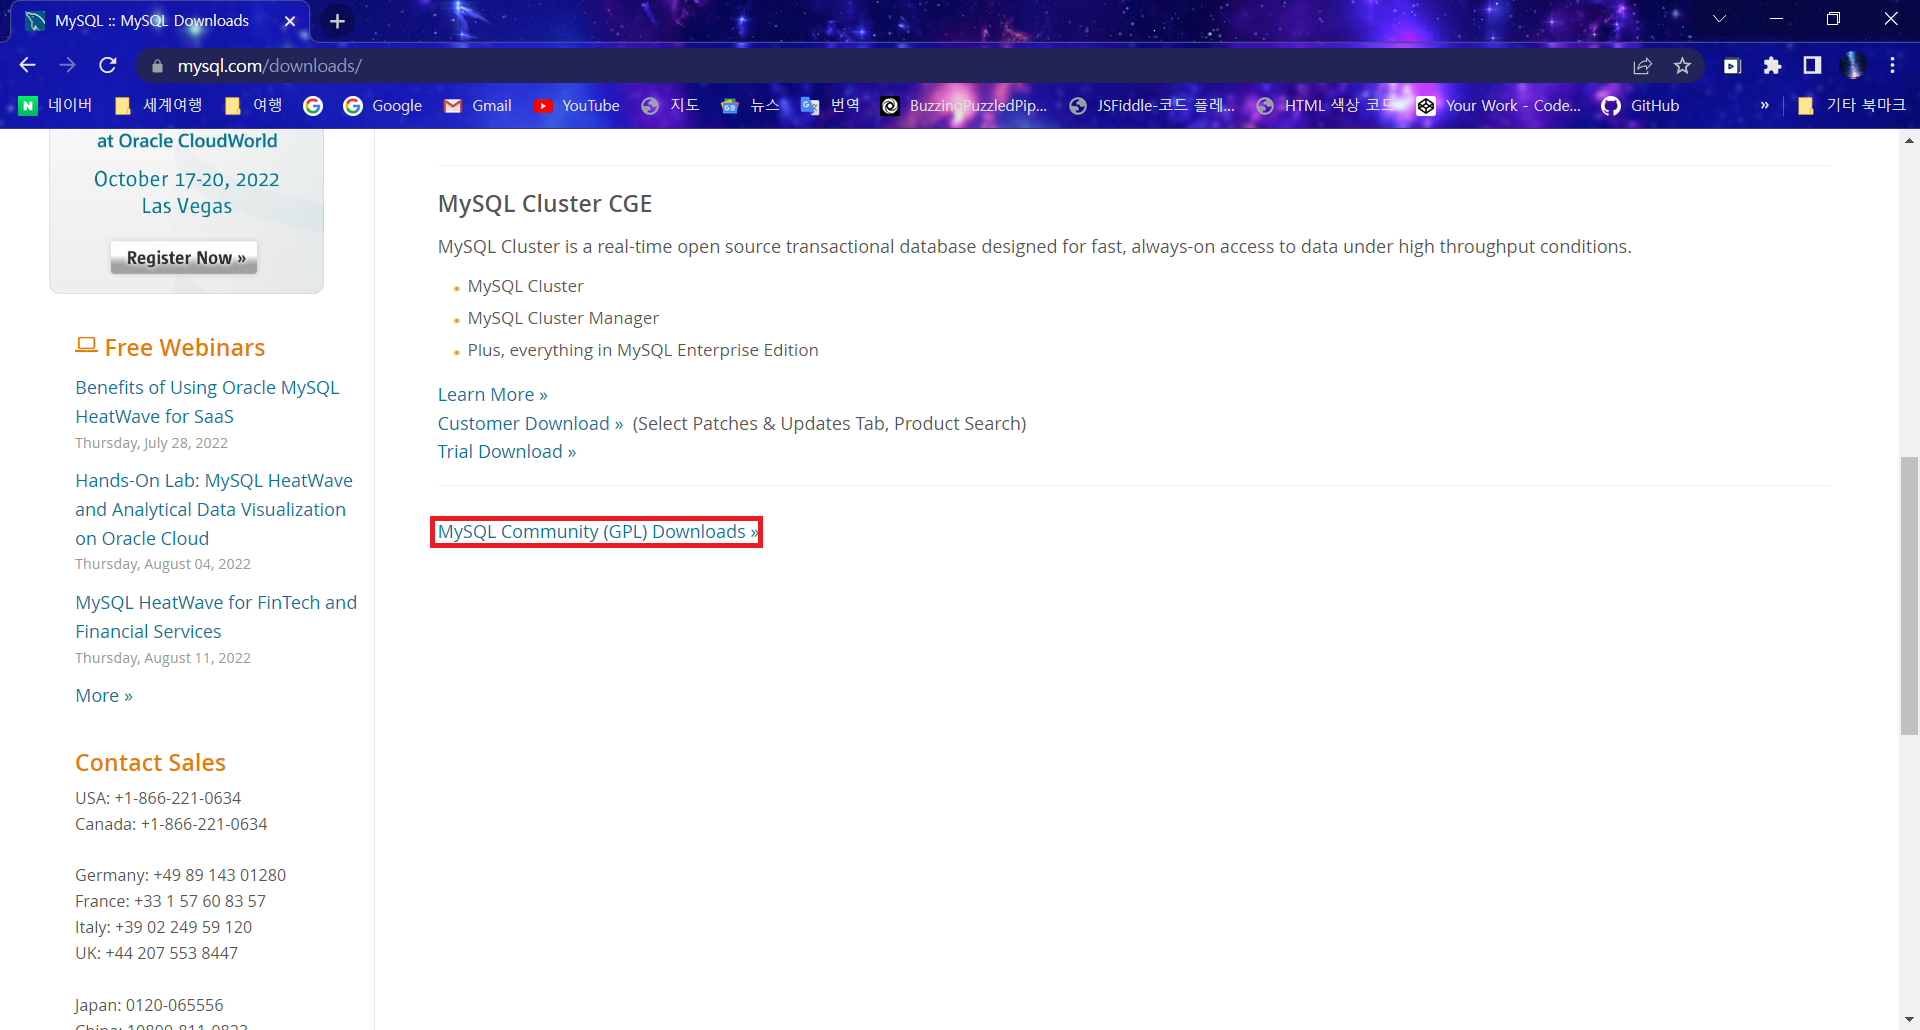 MySQL :: MySQL Downloads
mysql.com/downloads/
네이버 세계여행 여행 Google Gmail YouTube 지도 뉴스 번역 BuzzingPuzzledPip... JSFiddle-코드 플레... HTML 색상 코드 Your Work - Code... GitHub » 기타 북마크
at Oracle CloudWorld
October 17-20, 2022
Las Vegas
Register Now »
Free Webinars
Benefits of Using Oracle MySQL
HeatWave for SaaS
Thursday, July 28, 2022
Hands-On Lab: MySQL HeatWave
and Analytical Data Visualization
on Oracle Cloud
Thursday, August 04, 2022
MySQL HeatWave for FinTech and
Financial Services
Thursday, August 11, 2022
More »
Contact Sales
USA: +1-866-221-0634
Canada: +1-866-221-0634
Germany: +49 89 143 01280
France: +33 1 57 60 83 57
Italy: +39 02 249 59 120
UK: +44 207 553 8447
Japan: 0120-065556
China: 10800-811-0823
MySQL Cluster CGE
MySQL Cluster is a real-time open source transactional database designed for fast, always-on access to data under high throughput conditions.
MySQL Cluster
MySQL Cluster Manager
Plus, everything in MySQL Enterprise Edition
Learn More »
Customer Download » (Select Patches & Updates Tab, Product Search)
Trial Download »
MySQL Community (GPL) Downloads »